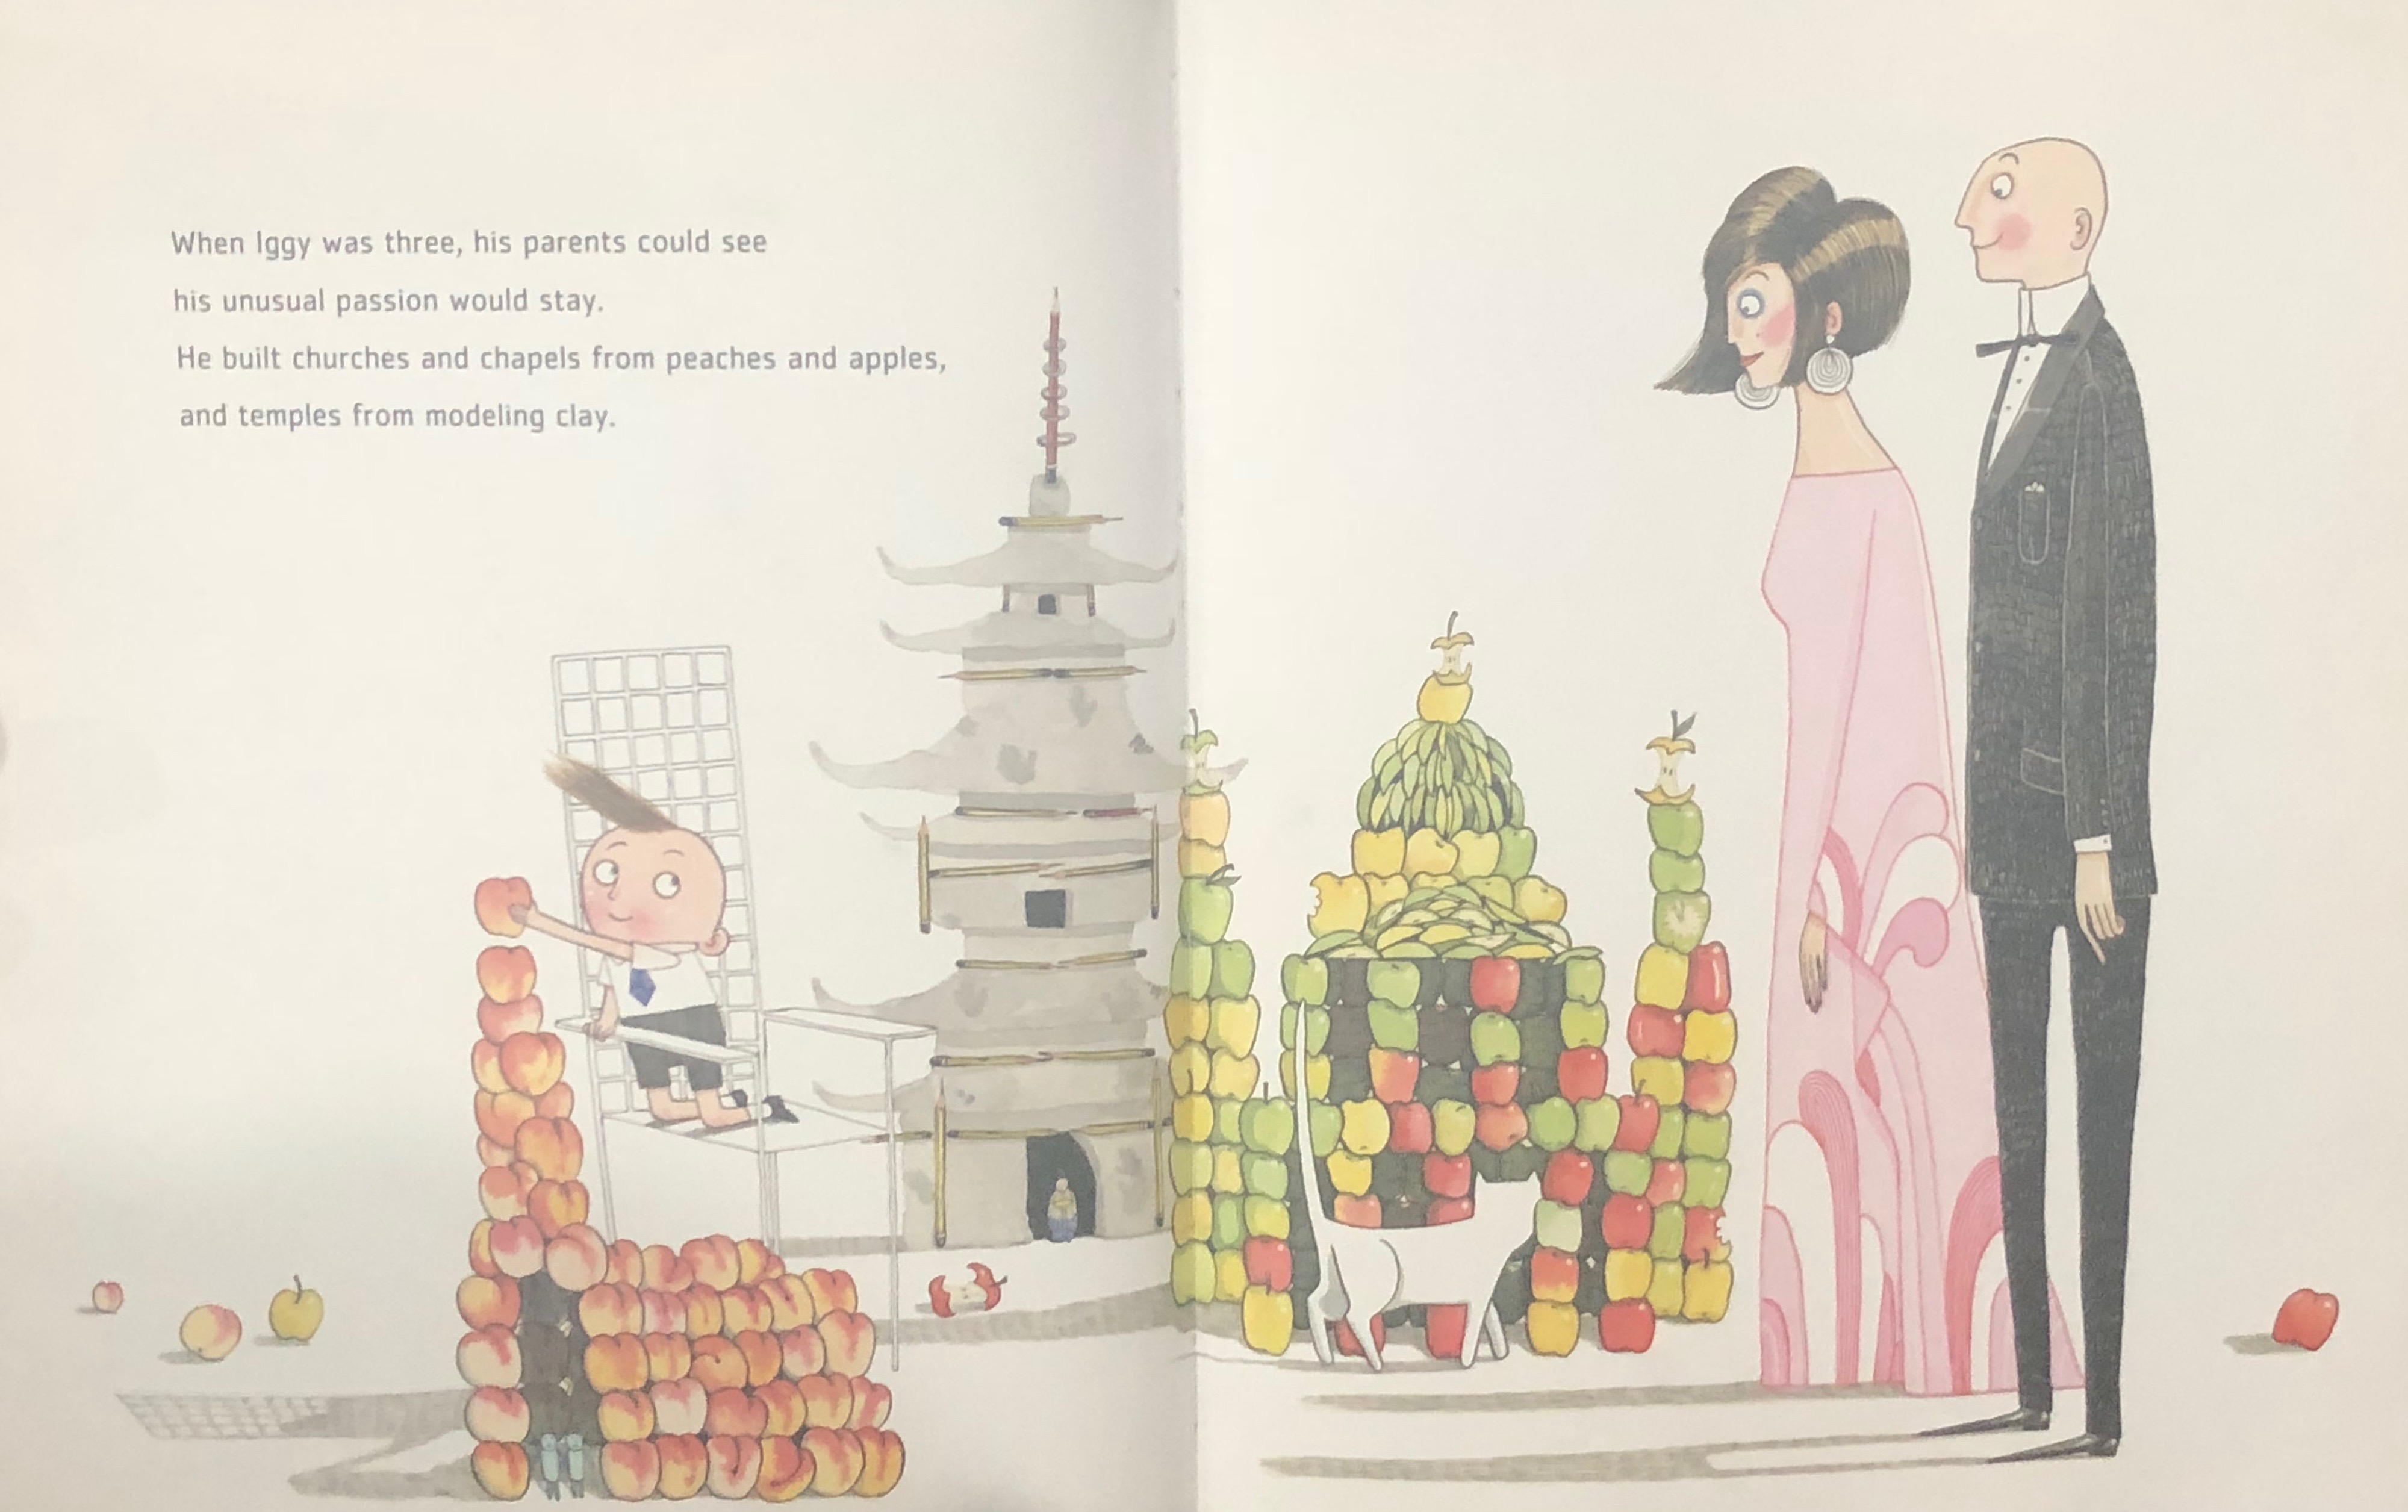 When Iggy was three, his parents could see
his unusual passion would stay.
He built churches and chapels from peaches and apples,
and temples from modeling clay.